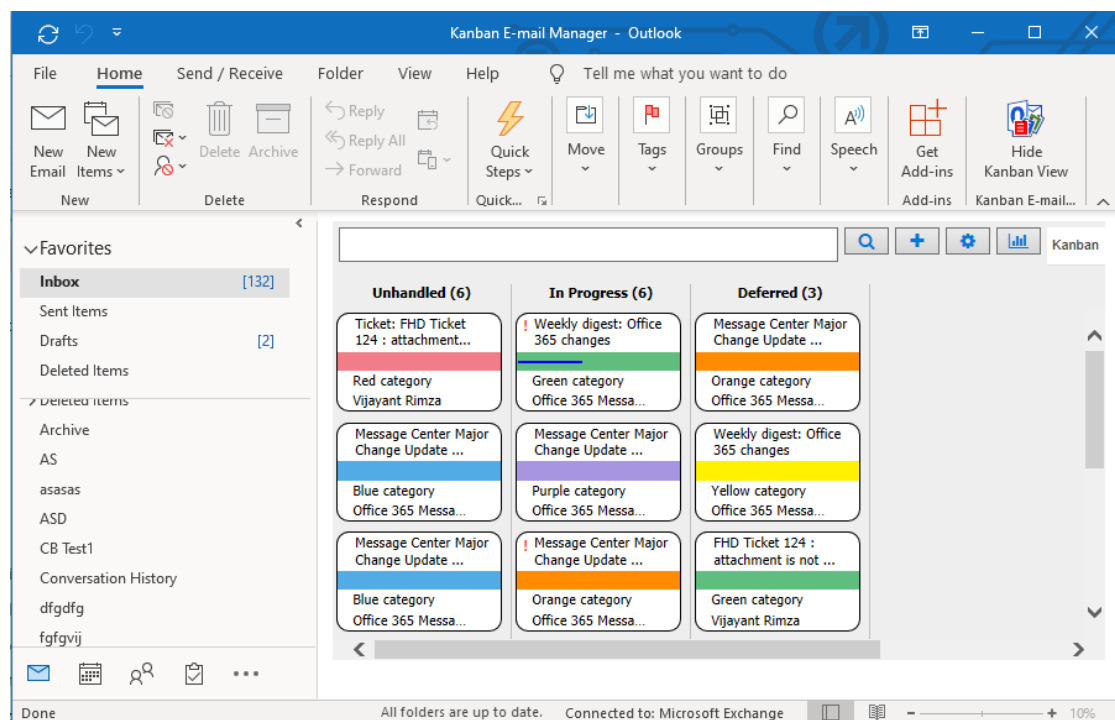 Kanban E-mail Manager - Outlook
File Home Send / Receive Folder View Help Tell me what you want to do
New Email
New Items
Delete Archive
Reply
Reply All
Forward
Quick Steps
Move
Tags
Groups
Find
Speech
Get Add-ins
Hide Kanban View
New Delete Respond Quick... Add-ins Kanban E-mail...
Favorites
Inbox [132]
Sent Items
Drafts [2]
Deleted Items
Deleted Items
Archive
AS
asasas
ASD
CB Test1
Conversation History
dfgdfg
fgfgvij
Kanban
Unhandled (6)
Ticket: FHD Ticket
124 : attachment...
Red category
Vijayant Rimza
Message Center Major
Change Update ...
Blue category
Office 365 Messa...
Message Center Major
Change Update ...
Blue category
Office 365 Messa...
In Progress (6)
! Weekly digest: Office
365 changes
Green category
Office 365 Messa...
Message Center Major
Change Update ...
Purple category
Office 365 Messa...
! Message Center Major
Change Update ...
Orange category
Office 365 Messa...
Deferred (3)
Message Center Major
Change Update ...
Orange category
Office 365 Messa...
Weekly digest: Office
365 changes
Yellow category
Office 365 Messa...
FHD Ticket 124 :
attachment is not ...
Green category
Vijayant Rimza
Done All folders are up to date. Connected to: Microsoft Exchange 10%